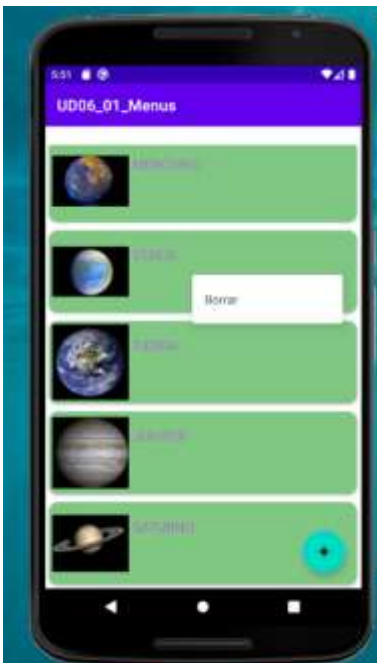 5:51
UD06_01_Menus
MERCURIO
VENUS
Borrar
TIERRA
JUPITER
SATURNO
+